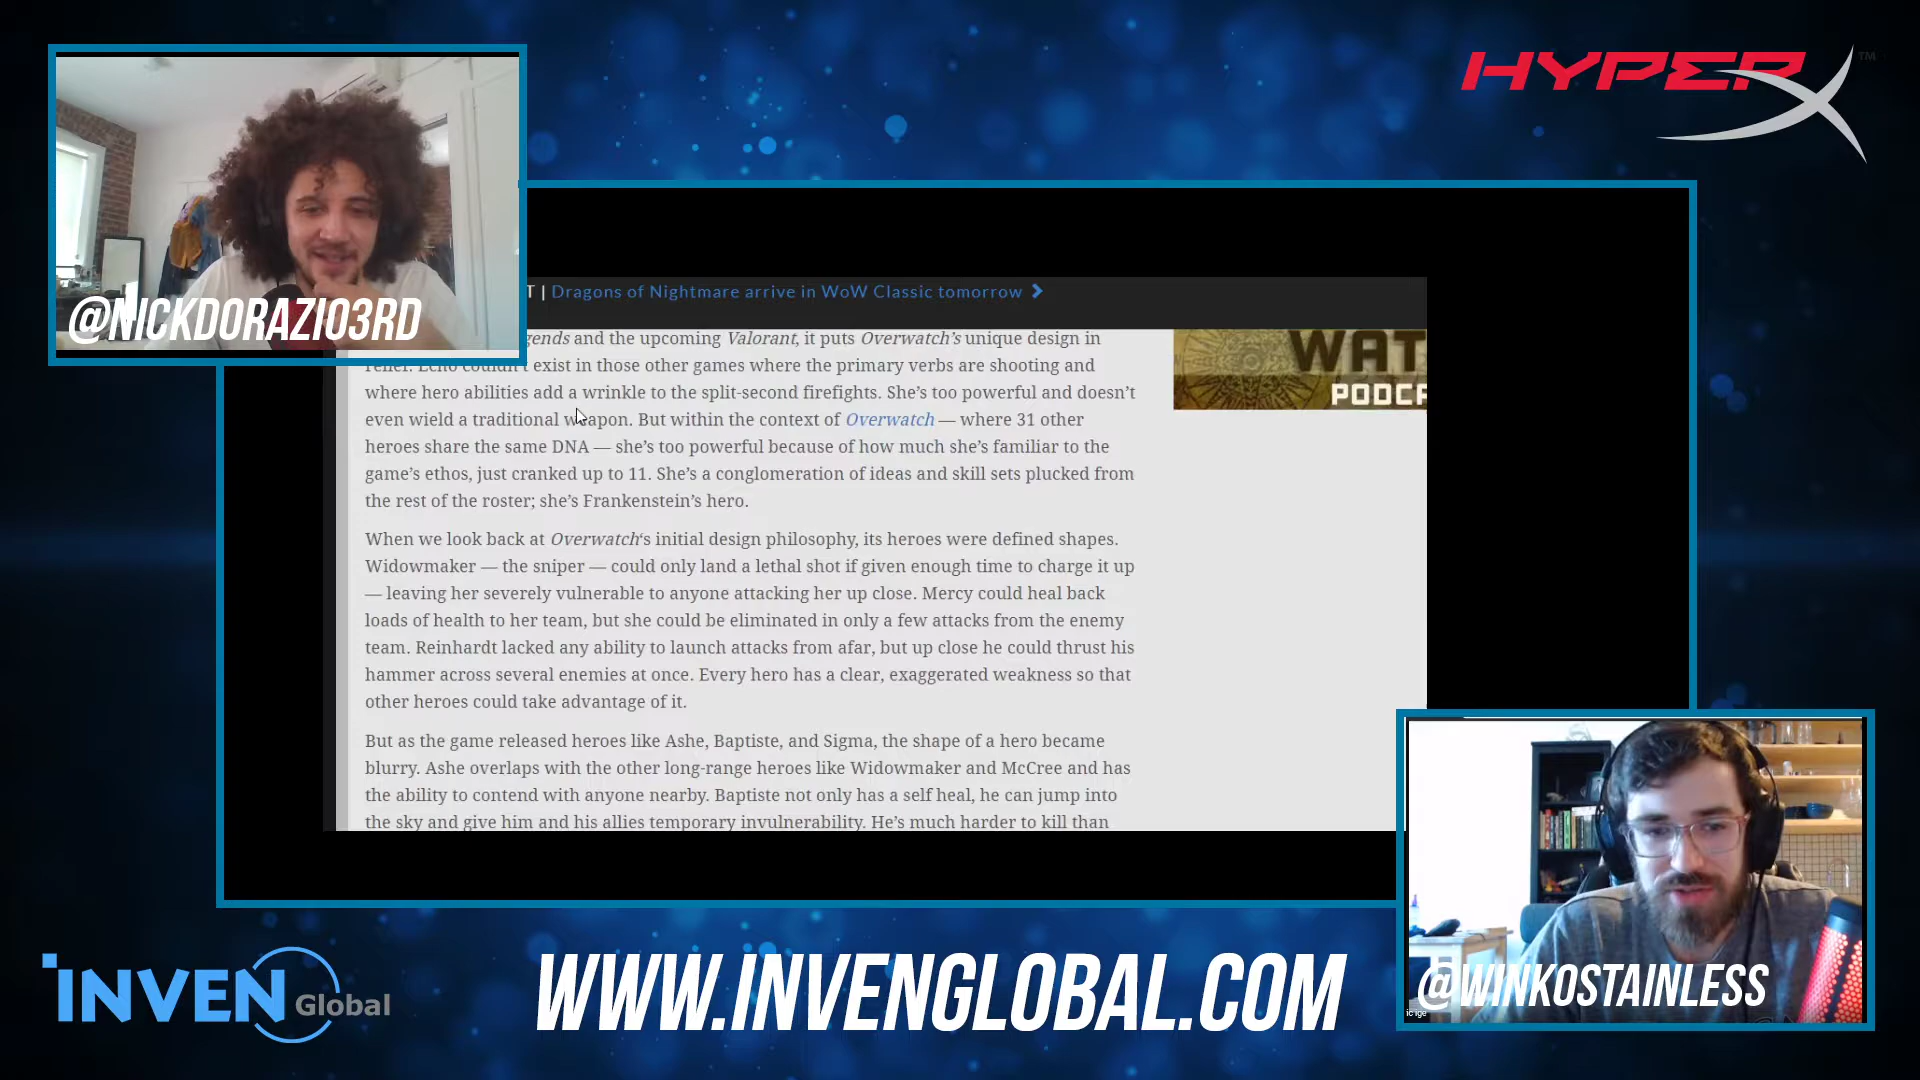 HYPERX™
@NICKDORAZIO3RD
T | Dragons of Nightmare arrive in WoW Classic tomorrow
gends and the upcoming Valorant, it puts Overwatch’s unique design in
relief. Echo couldn’t exist in those other games where the primary verbs are shooting and
where hero abilities add a wrinkle to the split-second firefights. She’s too powerful and doesn’t
even wield a traditional weapon. But within the context of Overwatch — where 31 other
heroes share the same DNA — she’s too powerful because of how much she’s familiar to the
game’s ethos, just cranked up to 11. She’s a conglomeration of ideas and skill sets plucked from
the rest of the roster; she’s Frankenstein’s hero.
When we look back at Overwatch‘s initial design philosophy, its heroes were defined shapes.
Widowmaker — the sniper — could only land a lethal shot if given enough time to charge it up
— leaving her severely vulnerable to anyone attacking her up close. Mercy could heal back
loads of health to her team, but she could be eliminated in only a few attacks from the enemy
team. Reinhardt lacked any ability to launch attacks from afar, but up close he could thrust his
hammer across several enemies at once. Every hero has a clear, exaggerated weakness so that
other heroes could take advantage of it.
But as the game released heroes like Ashe, Baptiste, and Sigma, the shape of a hero became
blurry. Ashe overlaps with the other long-range heroes like Widowmaker and McCree and has
the ability to contend with anyone nearby. Baptiste not only has a self heal, he can jump into
the sky and give him and his allies temporary invulnerability. He’s much harder to kill than
WAT
PODCA
@WINKOSTAINLESS
INVEN Global
WWW.INVENGLOBAL.COM